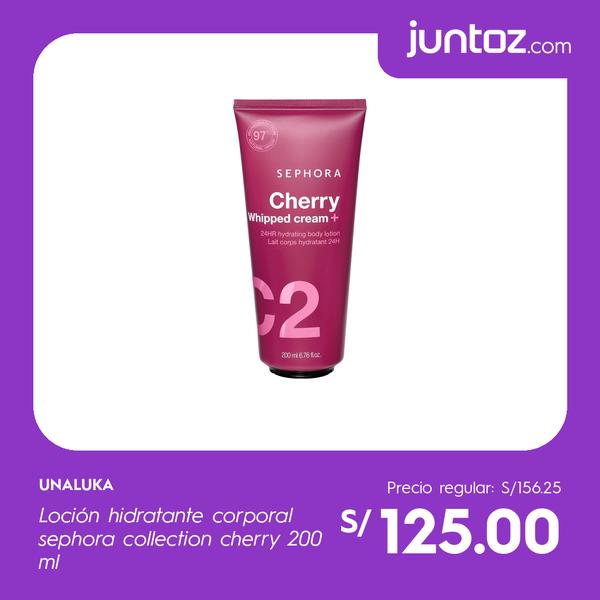 juntoz.com
97
SEPHORA
Cherry
Whipped cream+
24HR hydrating body lotion
Lait corps hydratant 24H
C2
200 ml 6.76 fl.oz.
UNALUKA
Loción hidratante corporal
sephora collection cherry 200
ml
Precio regular: S/156.25
S/125.00